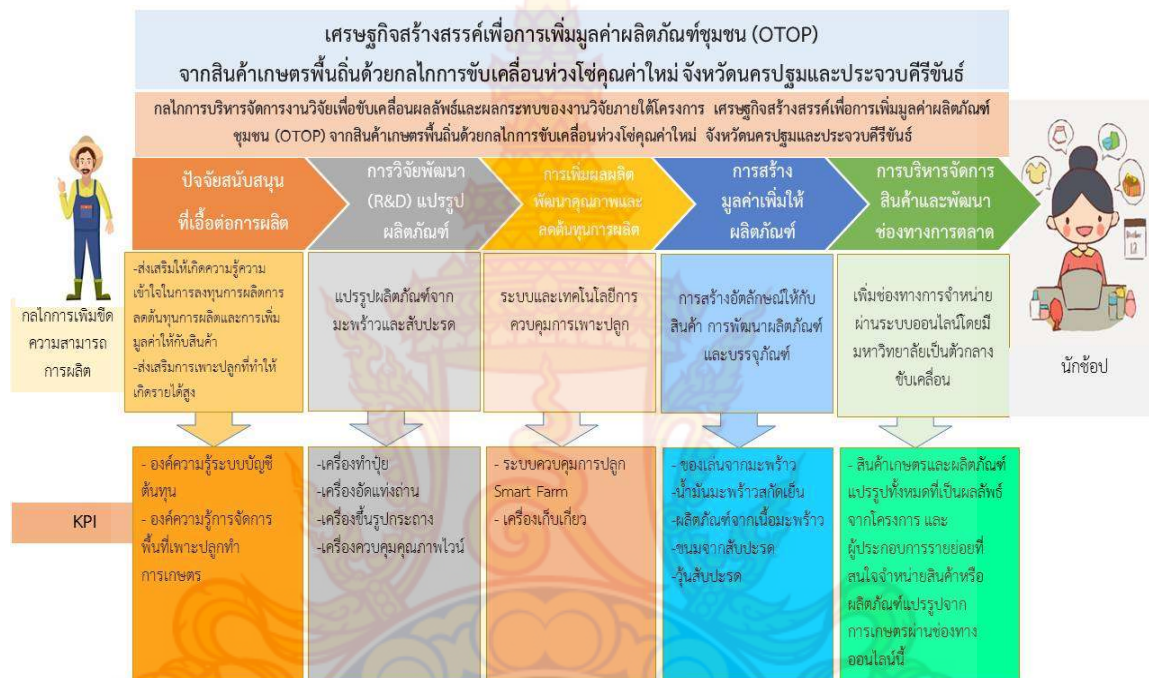 เศรษฐกิจสร้างสรรค์เพื่อการเพิ่มมูลค่าผลิตภัณฑ์ชุมชน (OTOP)
จากสินค้าเกษตรพื้นถิ่นด้วยกลไกการขับเคลื่อนห่วงโซ่คุณค่าใหม่ จังหวัดนครปฐมและประจวบคีรีขันธ์
กลไกการบริหารจัดการงานวิจัยเพื่อขับเคลื่อนผลลัพธ์และผลกระทบของงานวิจัยภายใต้โครงการ เศรษฐกิจสร้างสรรค์เพื่อการเพิ่มมูลค่าผลิตภัณฑ์
ชุมชน (OTOP) จากสินค้าเกษตรพื้นถิ่นด้วยกลไกการขับเคลื่อนห่วงโซ่คุณค่าใหม่ จังหวัดนครปฐมและประจวบคีรีขันธ์
ปัจจัยสนับสนุน
ที่เอื้อต่อการผลิต
การวิจัยพัฒนา
(R&D) แปรรูป
ผลิตภัณฑ์
การเพิ่มผลผลิต
พัฒนาคุณภาพและ
ลดต้นทุนการผลิต
การสร้าง
มูลค่าเพิ่มให้
ผลิตภัณฑ์
การบริหารจัดการ
สินค้าและพัฒนา
ช่องทางการตลาด
กลไกการเพิ่มขีด
ความสามารถ
การผลิต
-ส่งเสริมให้เกิดความรู้ความ
เข้าใจในการลงทุนการผลิตการ
ลดต้นทุนการผลิตและการเพิ่ม
มูลค่าให้กับสินค้า
-ส่งเสริมการเพาะปลูกที่ทำให้
เกิดรายได้สูง
แปรรูปผลิตภัณฑ์จาก
มะพร้าวและสับปะรด
ระบบและเทคโนโลยีการ
ควบคุมการเพาะปลูก
การสร้างอัตลักษณ์ให้กับ
สินค้า การพัฒนาผลิตภัณฑ์
และบรรจุภัณฑ์
เพิ่มช่องทางการจำหน่าย
ผ่านระบบออนไลน์โดยมี
มหาวิทยาลัยเป็นตัวกลาง
ขับเคลื่อน
นักช้อป
KPI
- องค์ความรู้ระบบบัญชี
ต้นทุน
- องค์ความรู้การจัดการ
พื้นที่เพาะปลูกทำ
การเกษตร
-เครื่องทำปุ๋ย
-เครื่องอัดแท่งถ่าน
-เครื่องขึ้นรูปกระถาง
-เครื่องควบคุมคุณภาพไวน์
- ระบบควบคุมการปลูก
Smart Farm
- เครื่องเก็บเกี่ยว
- ของเล่นจากมะพร้าว
-น้ำมันมะพร้าวสกัดเย็น
-ผลิตภัณฑ์จากเนื้อมะพร้าว
-ขนมจากสับปะรด
-วุ้นสับปะรด
- สินค้าเกษตรและผลิตภัณฑ์
แปรรูปทั้งหมดที่เป็นผลลัพธ์
จากโครงการ และ
ผู้ประกอบการรายย่อยที่
สนใจจำหน่ายสินค้าหรือ
ผลิตภัณฑ์แปรรูปจาก
การเกษตรผ่านช่องทาง
ออนไลน์นี้